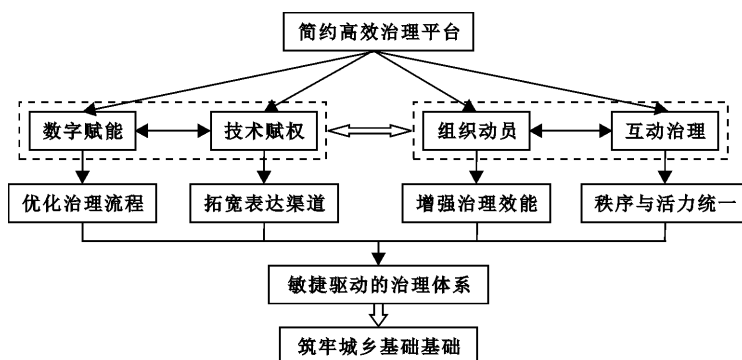 简约高效治理平台
数字赋能
技术赋权
组织动员
互动治理
优化治理流程
拓宽表达渠道
增强治理效能
秩序与活力统一
敏捷驱动的治理体系
筑牢城乡基础基础